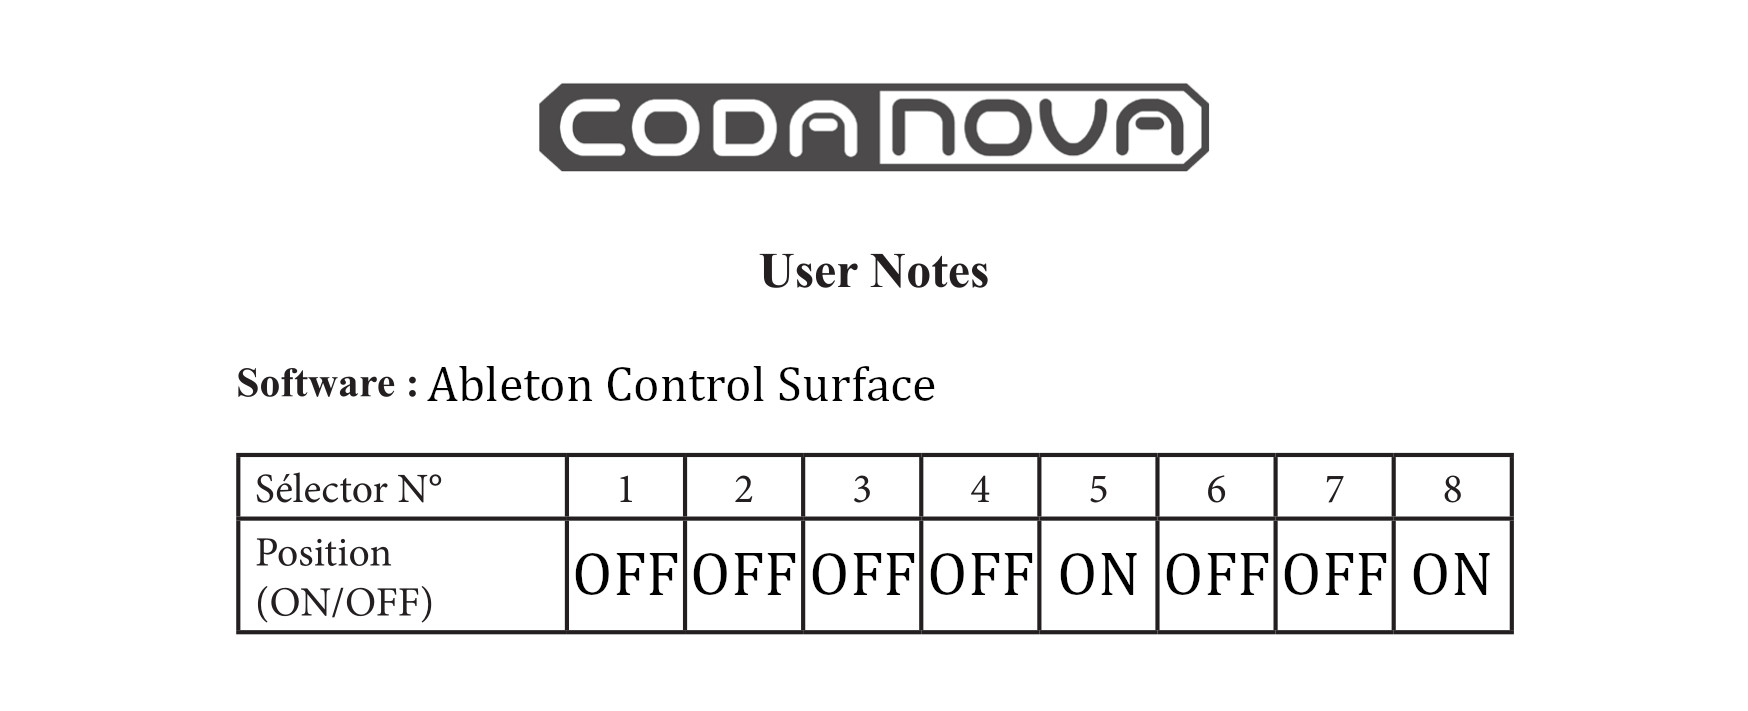 CODA NOVA
User Notes
Software : Ableton Control Surface
Sélector N° 1 2 3 4 5 6 7 8
Position
(ON/OFF)
OFF OFF OFF OFF ON OFF OFF ON